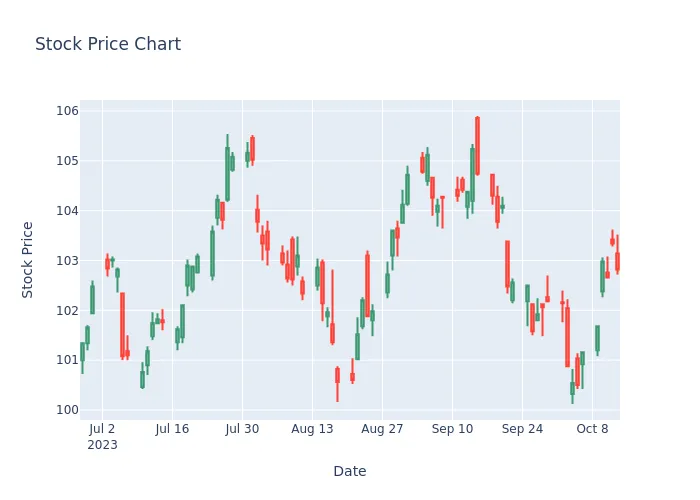 Stock Price Chart
106
105
104
103
102
101
100
Stock Price
Jul 2
2023
Jul 16
Jul 30
Aug 13
Aug 27
Sep 10
Sep 24
Oct 8
Date